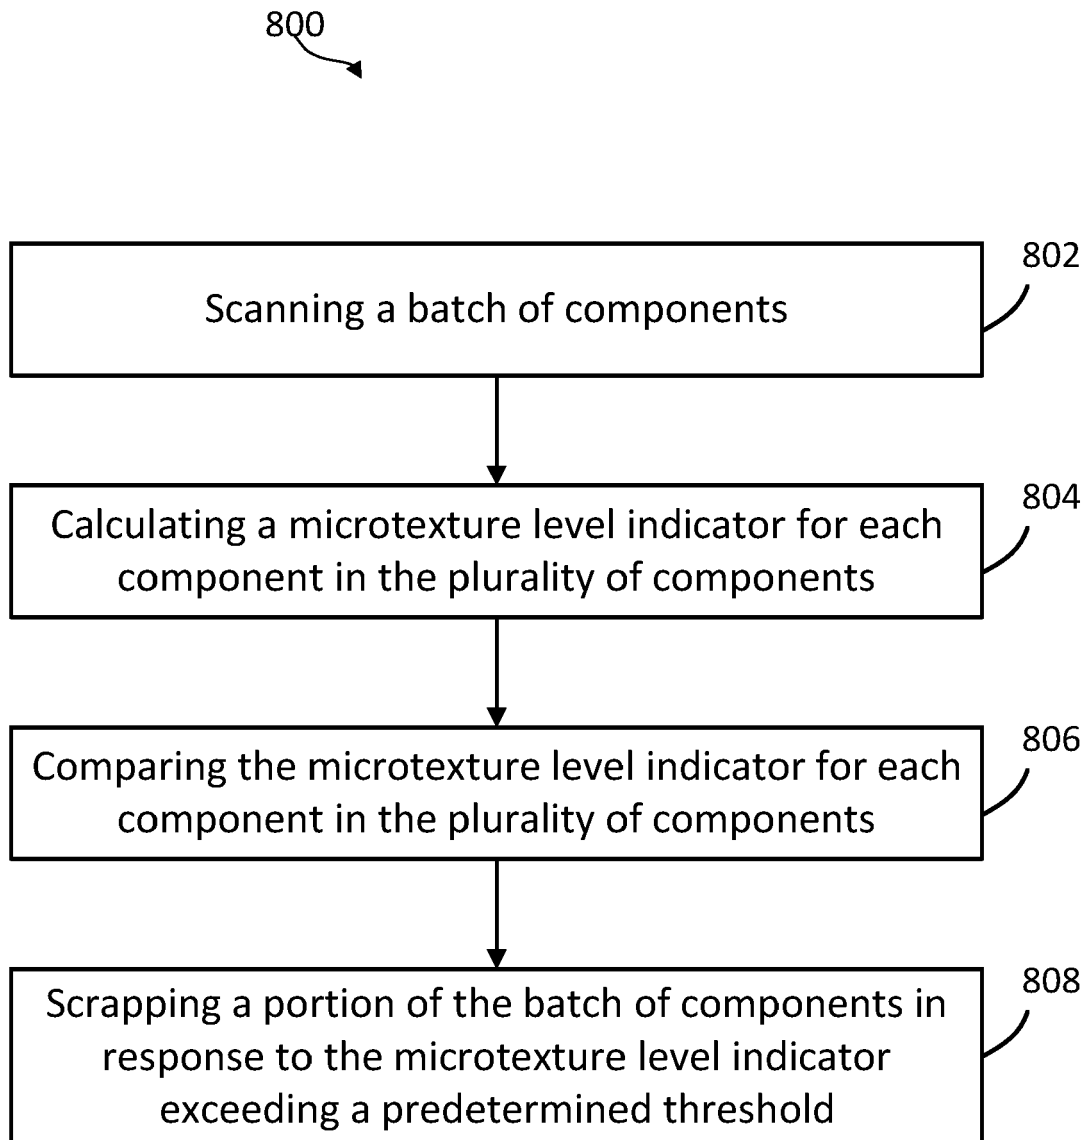 800
802
Scanning a batch of components
804
Calculating a microtexture level indicator for each
component in the plurality of components
806
Comparing the microtexture level indicator for each
component in the plurality of components
808
Scrapping a portion of the batch of components in
response to the microtexture level indicator
exceeding a predetermined threshold